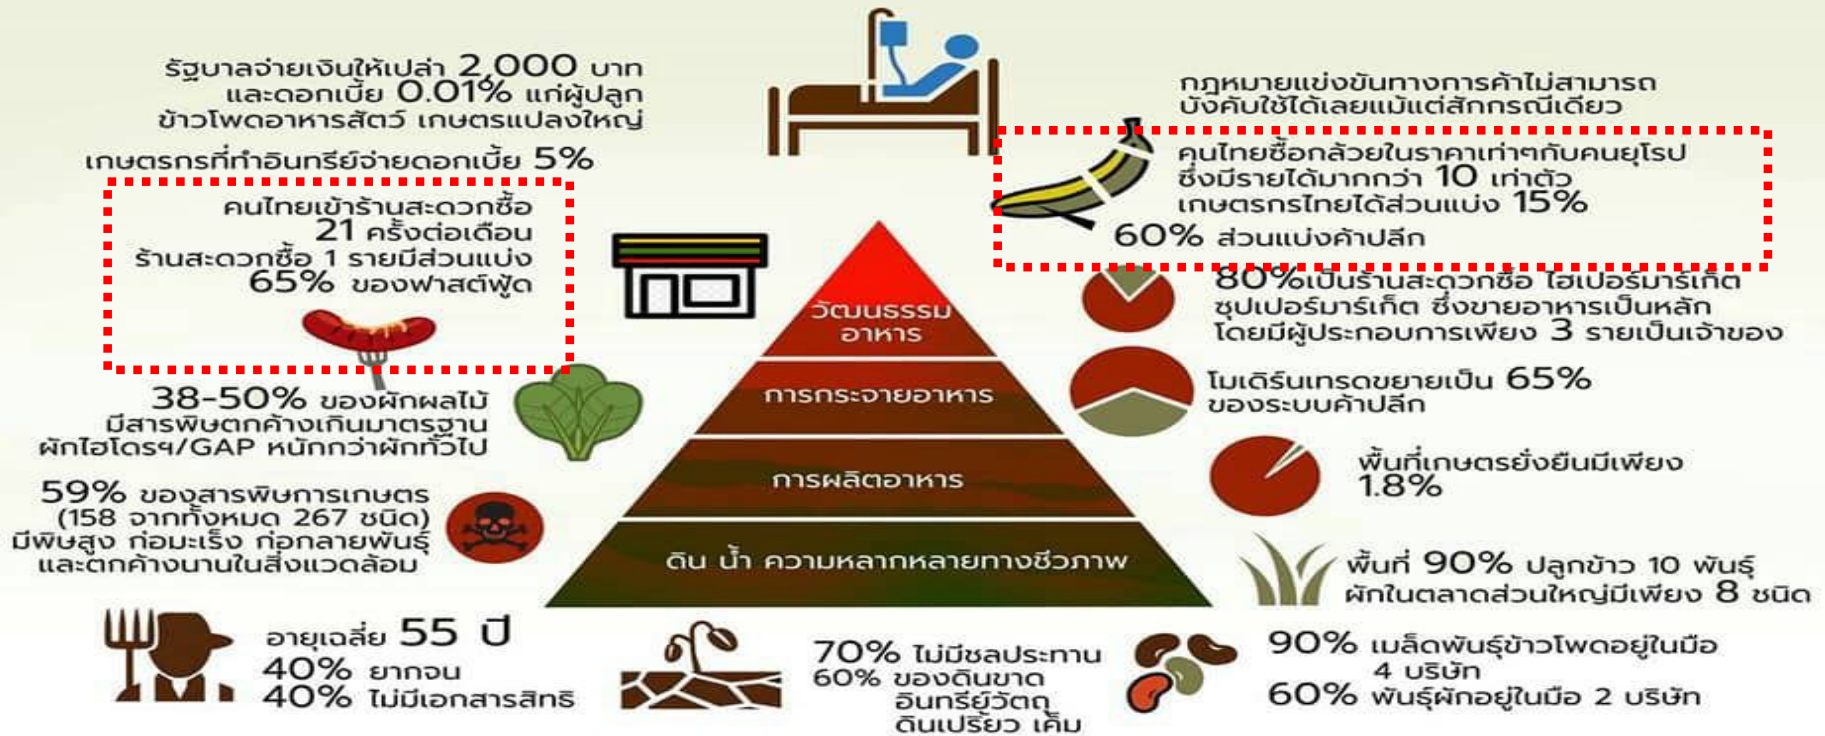 รัฐบาลจ่ายเงินให้เปล่า 2,000 บาท
และดอกเบี้ย 0.01% แก่ผู้ปลูก
ข้าวโพดอาหารสัตว์ เกษตรแปลงใหญ่
เกษตรกรที่ทำอินทรีย์จ่ายดอกเบี้ย 5%
คนไทยเข้าร้านสะดวกซื้อ
21 ครั้งต่อเดือน
ร้านสะดวกซื้อ 1 รายมีส่วนแบ่ง
65% ของฟาสต์ฟู้ด
38-50% ของผักผลไม้
มีสารพิษตกค้างเกินมาตรฐาน
ผักไฮโดรฯ/GAP หนักกว่าผักทั่วไป
59% ของสารพิษการเกษตร
(158 จากทั้งหมด 267 ชนิด)
มีพิษสูง ก่อมะเร็ง ก่อกลายพันธุ์
และตกค้างนานในสิ่งแวดล้อม
อายุเฉลี่ย 55 ปี
40% ยากจน
40% ไม่มีเอกสารสิทธิ
วัฒนธรรม
อาหาร
การกระจายอาหาร
การผลิตอาหาร
ดิน น้ำ ความหลากหลายทางชีวภาพ
70% ไม่มีชลประทาน
60% ของดินขาด
อินทรีย์วัตถุ
ดินเปรี้ยว เค็ม
กฎหมายแข่งขันทางการค้าไม่สามารถ
บังคับใช้ได้เลยแม้แต่สักกรณีเดียว
คนไทยซื้อกล้วยในราคาเท่าๆกับคนยุโรป
ซึ่งมีรายได้มากกว่า 10 เท่าตัว
เกษตรกรไทยได้ส่วนแบ่ง 15%
60% ส่วนแบ่งค้าปลีก
80%เป็นร้านสะดวกซื้อ ไฮเปอร์มาร์เก็ต
ซุปเปอร์มาร์เก็ต ซึ่งขายอาหารเป็นหลัก
โดยมีผู้ประกอบการเพียง 3 รายเป็นเจ้าของ
โมเดิร์นเทรดขยายเป็น 65%
ของระบบค้าปลีก
พื้นที่เกษตรยั่งยืนมีเพียง
1.8%
พื้นที่ 90% ปลูกข้าว 10 พันธุ์
ผักในตลาดส่วนใหญ่มีเพียง 8 ชนิด
90% เมล็ดพันธุ์ข้าวโพดอยู่ในมือ
4 บริษัท
60% พันธุ์ผักอยู่ในมือ 2 บริษัท